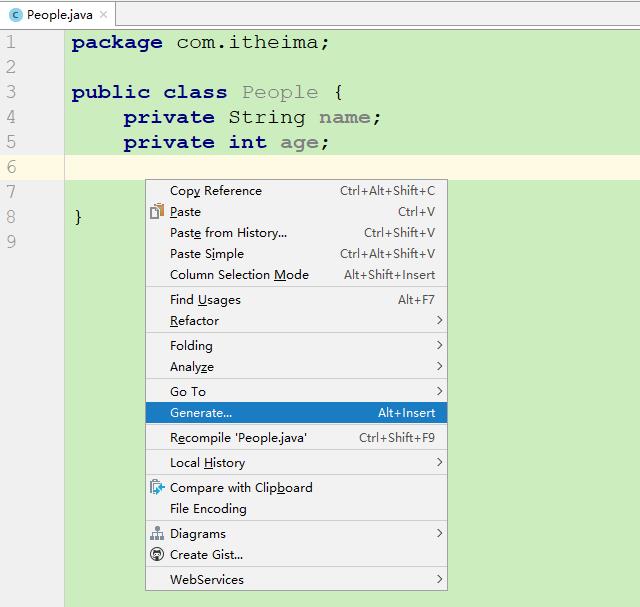 People.java
1 package com.itheima;
2
3 public class People {
4 private String name;
5 private int age;
6
7
8 }
9
Copy Reference Ctrl+Alt+Shift+C
Paste Ctrl+V
Paste from History... Ctrl+Shift+V
Paste Simple Ctrl+Alt+Shift+V
Column Selection Mode Alt+Shift+Insert
Find Usages Alt+F7
Refactor
Folding
Analyze
Go To
Generate... Alt+Insert
Recompile 'People.java' Ctrl+Shift+F9
Local History
Compare with Clipboard
File Encoding
Diagrams
Create Gist...
WebServices